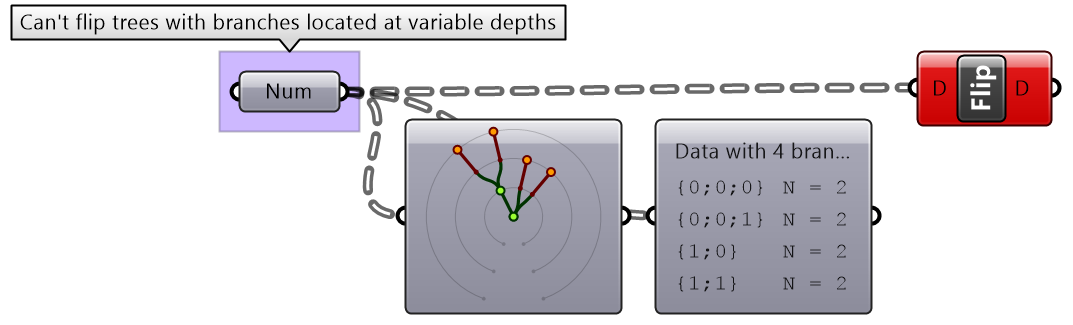 Can't flip trees with branches located at variable depths
Num
D Flip D
Data with 4 bran...
{0;0;0} N = 2
{0;0;1} N = 2
{1;0} N = 2
{1;1} N = 2